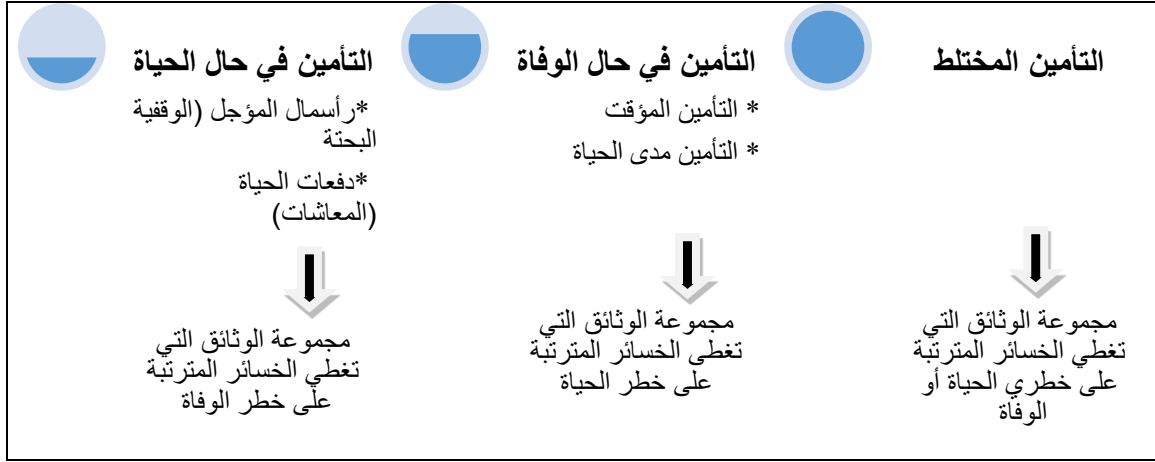 التأمين المختلط
مجموعة الوثائق التي
تغطى الخسائر المترتبة
على خطري الحياة أو
الوفاة
التأمين في حال الوفاة
* التأمين المؤقت
* التأمين مدى الحياة
مجموعة الوثائق التي
تغطى الخسائر المترتبة
على خطر الحياة
التأمين في حال الحياة
*رأسمال المؤجل (الوقفية
البحتة
*دفعات الحياة
(المعاشات)
مجموعة الوثائق التي
تغطي الخسائر المترتبة
على خطر الوفاة